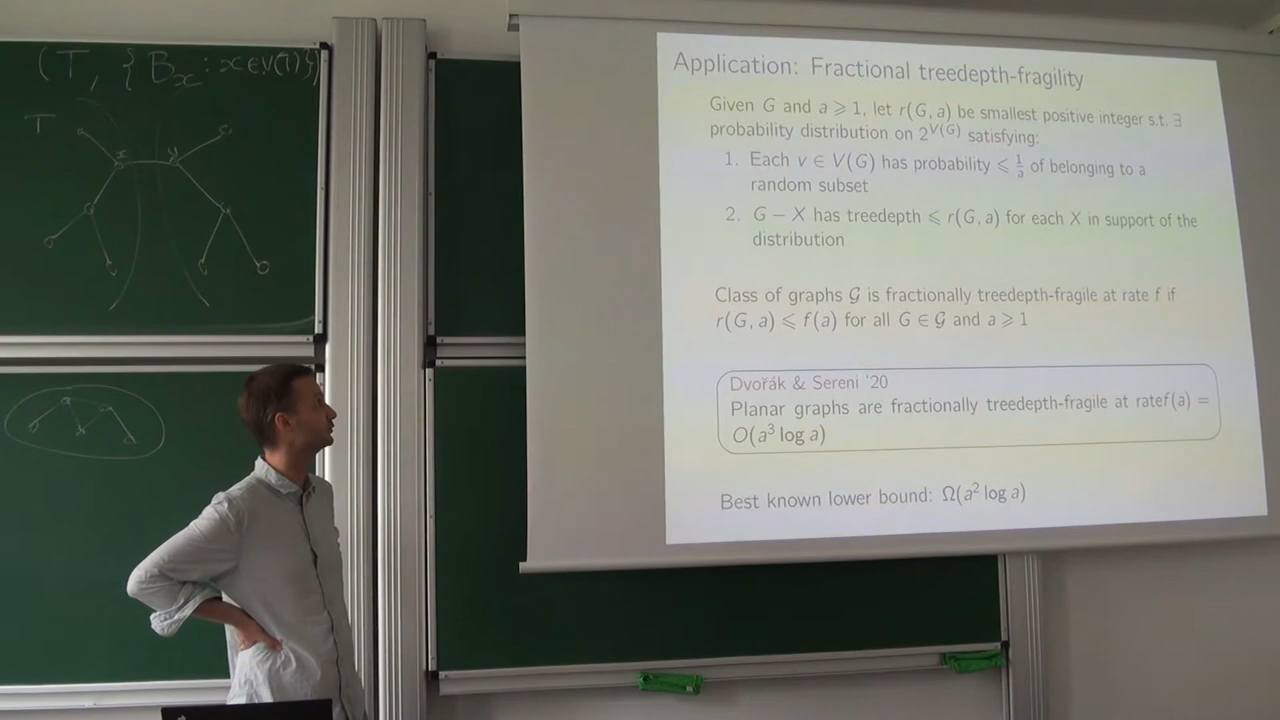 (T, { B_x : x ∈ V(T)})
T
x y
Application: Fractional treedepth-fragility
Given G and a ⩾ 1, let r(G, a) be smallest positive integer s.t. ∃
probability distribution on 2^{V(G)} satisfying:
1. Each v ∈ V(G) has probability ⩽ 1/a of belonging to a
random subset
2. G − X has treedepth ⩽ r(G, a) for each X in support of the
distribution
Class of graphs 𝒢 is fractionally treedepth-fragile at rate f if
r(G, a) ⩽ f(a) for all G ∈ 𝒢 and a ⩾ 1
Dvořák & Sereni '20
Planar graphs are fractionally treedepth-fragile at ratef(a) =
O(a³ log a)
Best known lower bound: Ω(a² log a)